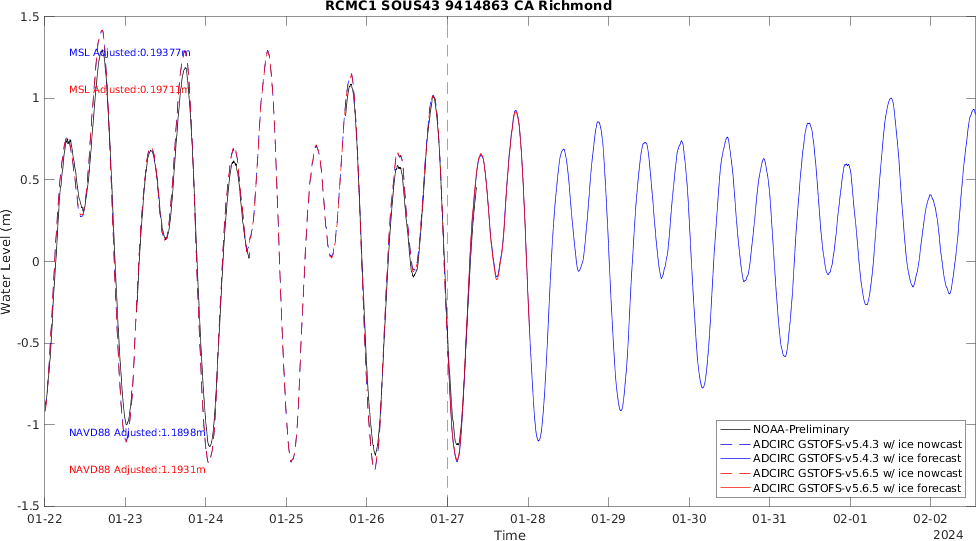 RCMC1 SOUS43 9414863 CA Richmond
1.5
1
0.5
0
-0.5
-1
-1.5
Water Level (m)
MSL Adjusted:0.19377m
MSL Adjusted:0.19711m
NAVD88 Adjusted:1.1898m
NAVD88 Adjusted:1.1931m
NOAA-Preliminary
ADCIRC GSTOFS-v5.4.3 w/ ice nowcast
ADCIRC GSTOFS-v5.4.3 w/ ice forecast
ADCIRC GSTOFS-v5.6.5 w/ ice nowcast
ADCIRC GSTOFS-v5.6.5 w/ ice forecast
01-22 01-23 01-24 01-25 01-26 01-27 01-28 01-29 01-30 01-31 02-01 02-02
Time
2024